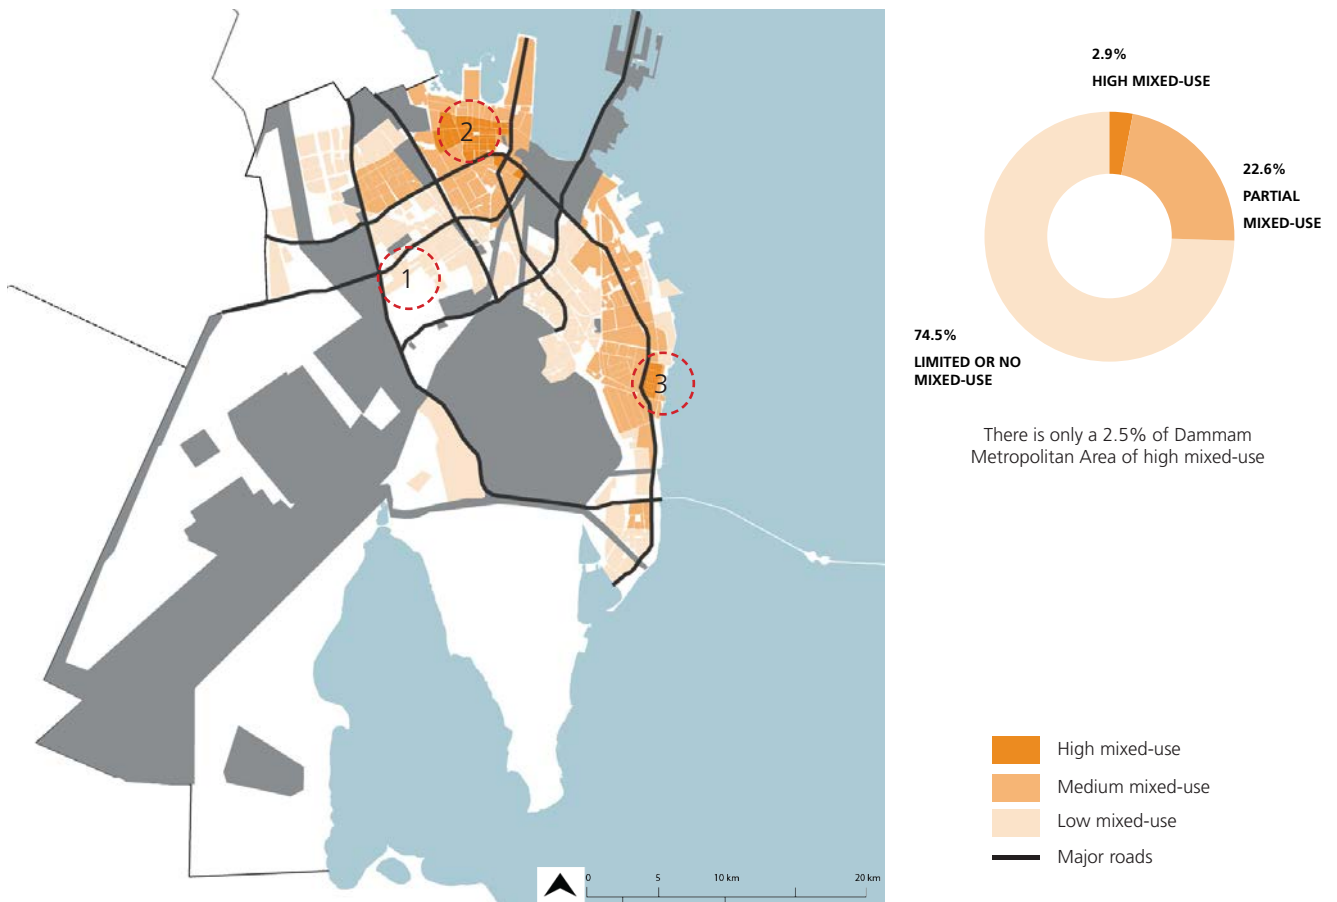 2.9%
HIGH MIXED-USE
22.6%
PARTIAL
MIXED-USE
74.5%
LIMITED OR NO
MIXED-USE
There is only a 2.5% of Dammam
Metropolitan Area of high mixed-use
2
1
3
High mixed-use
Medium mixed-use
Low mixed-use
Major roads
0 5 10 km 20 km